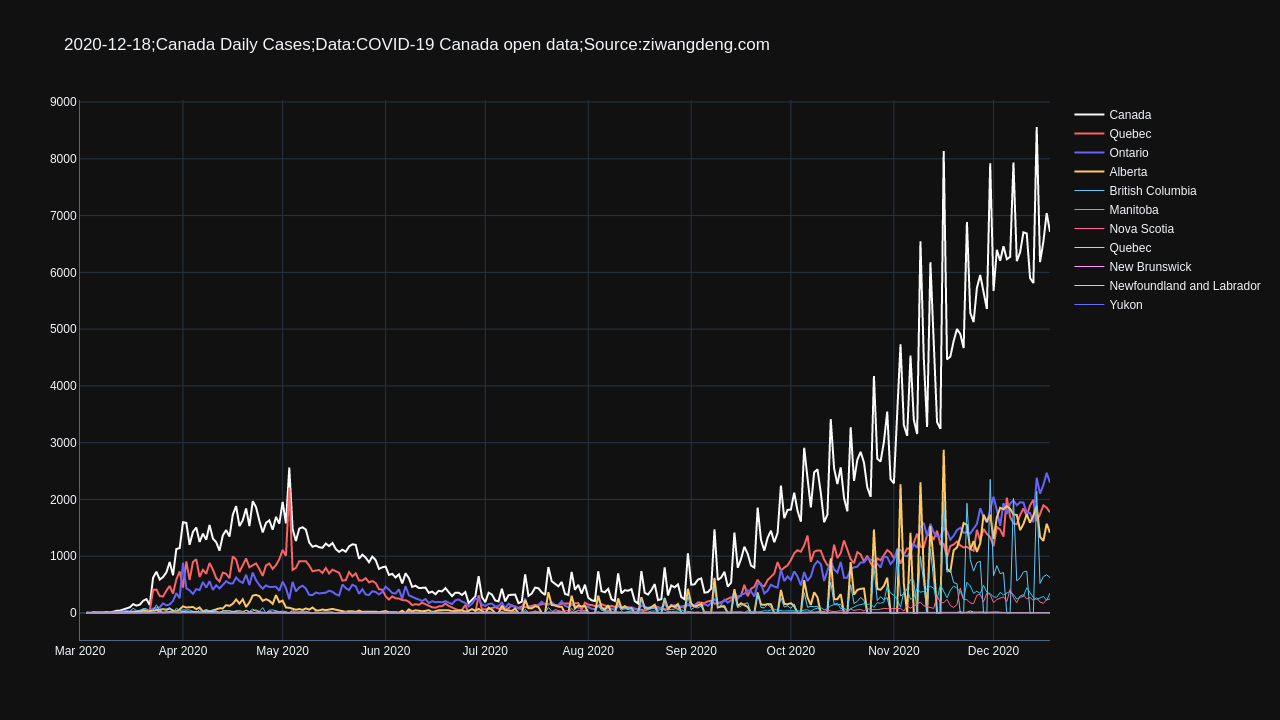 2020-12-18;Canada Daily Cases;Data:COVID-19 Canada open data;Source:ziwangdeng.com
9000
8000
7000
6000
5000
4000
3000
2000
1000
0
Mar 2020 Apr 2020 May 2020 Jun 2020 Jul 2020 Aug 2020 Sep 2020 Oct 2020 Nov 2020 Dec 2020
Canada
Quebec
Ontario
Alberta
British Columbia
Manitoba
Nova Scotia
Quebec
New Brunswick
Newfoundland and Labrador
Yukon